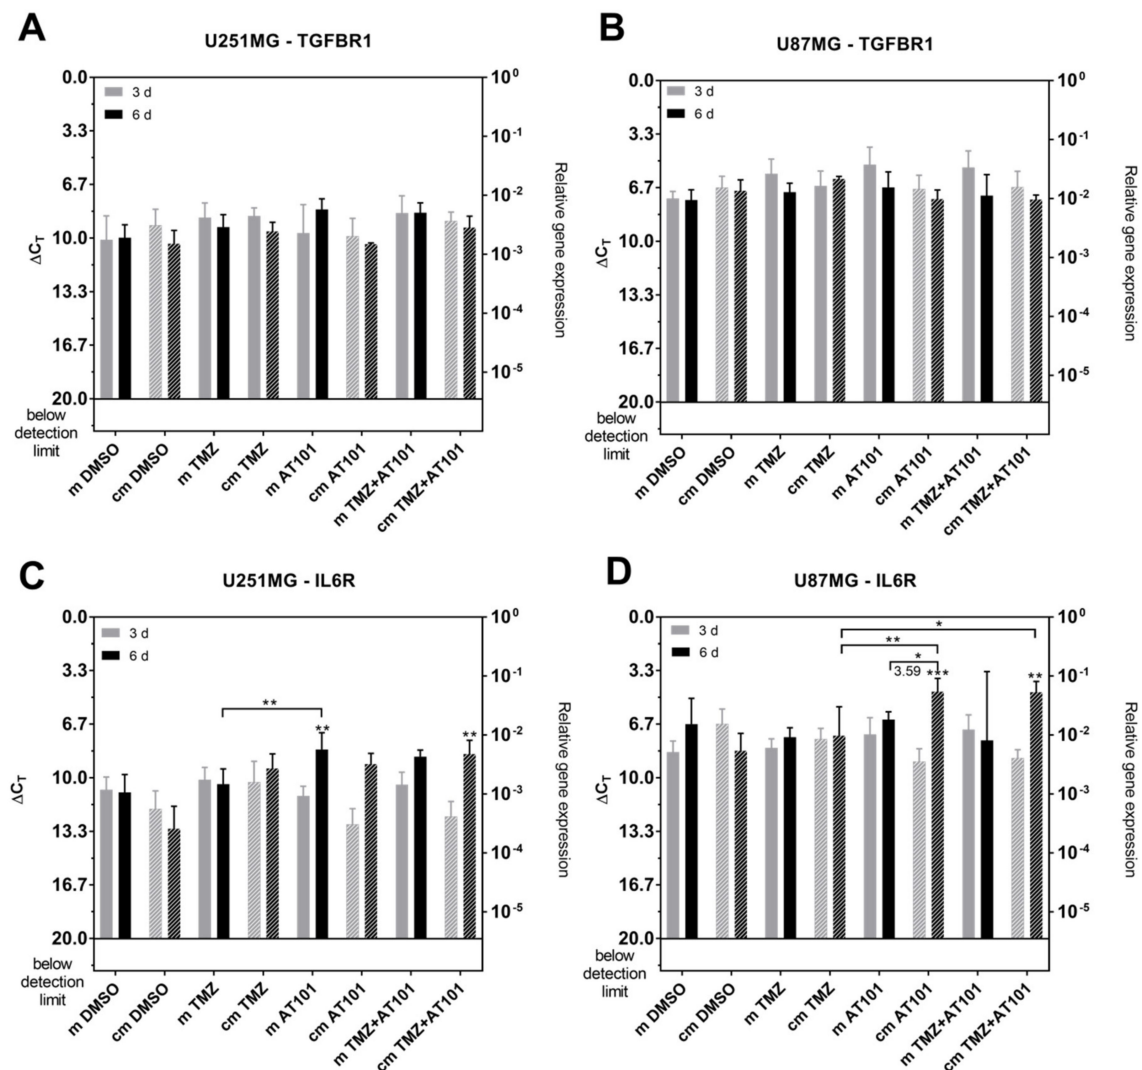 A
U251MG - TGFBR1
3 d
6 d
0.0
3.3
6.7
10.0
13.3
16.7
20.0
ΔCT
below
detection
limit
10⁰
10⁻¹
10⁻²
10⁻³
10⁻⁴
10⁻⁵
Relative gene expression
m DMSO
cm DMSO
m TMZ
cm TMZ
m AT101
cm AT101
m TMZ+AT101
cm TMZ+AT101
B
U87MG - TGFBR1
3 d
6 d
0.0
3.3
6.7
10.0
13.3
16.7
20.0
ΔCT
below
detection
limit
10⁰
10⁻¹
10⁻²
10⁻³
10⁻⁴
10⁻⁵
Relative gene expression
m DMSO
cm DMSO
m TMZ
cm TMZ
m AT101
cm AT101
m TMZ+AT101
cm TMZ+AT101
C
U251MG - IL6R
3 d
6 d
**
**
**
0.0
3.3
6.7
10.0
13.3
16.7
20.0
ΔCT
below
detection
limit
10⁰
10⁻¹
10⁻²
10⁻³
10⁻⁴
10⁻⁵
Relative gene expression
m DMSO
cm DMSO
m TMZ
cm TMZ
m AT101
cm AT101
m TMZ+AT101
cm TMZ+AT101
D
U87MG - IL6R
3 d
6 d
*
**
*
3.59 ***
**
0.0
3.3
6.7
10.0
13.3
16.7
20.0
ΔCT
below
detection
limit
10⁰
10⁻¹
10⁻²
10⁻³
10⁻⁴
10⁻⁵
Relative gene expression
m DMSO
cm DMSO
m TMZ
cm TMZ
m AT101
cm AT101
m TMZ+AT101
cm TMZ+AT101